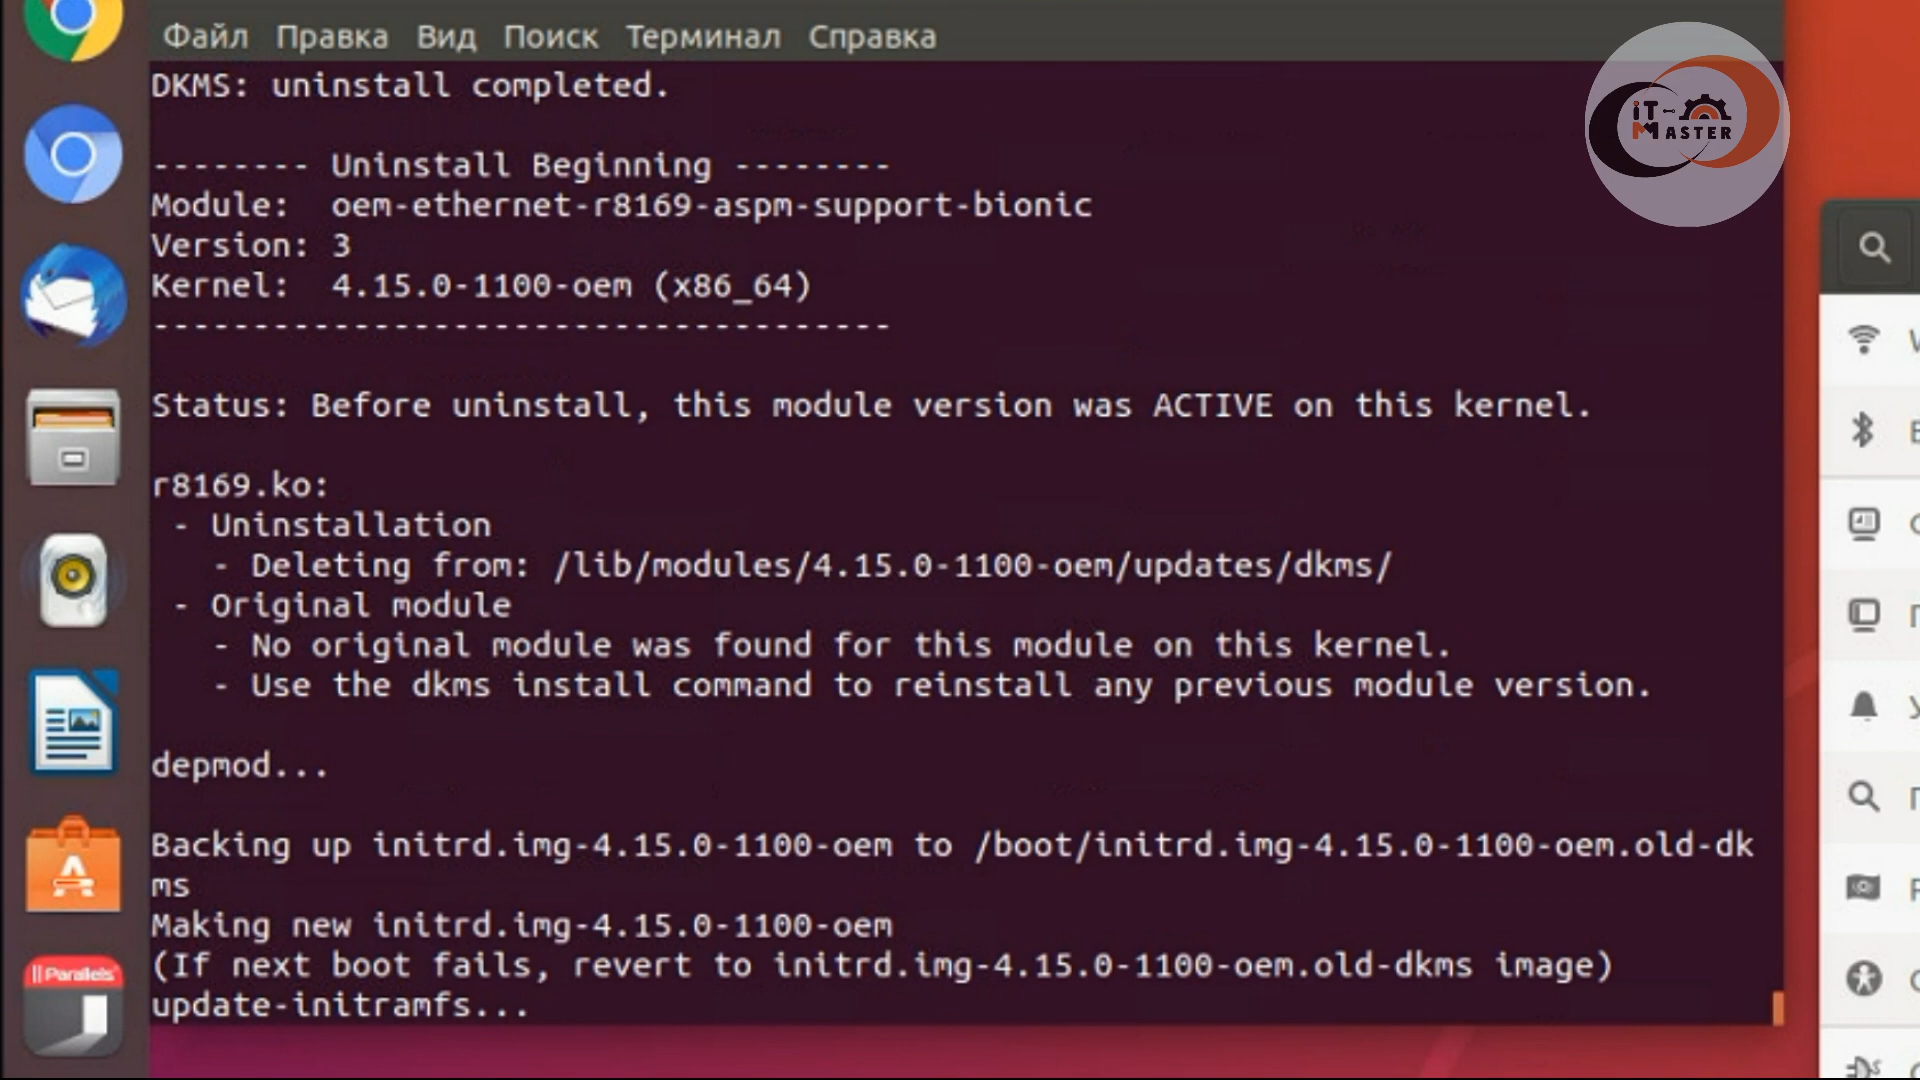 Файл Правка Вид Поиск Терминал Справка
DKMS: uninstall completed.
-------- Uninstall Beginning --------
Module:  oem-ethernet-r8169-aspm-support-bionic
Version: 3
Kernel:  4.15.0-1100-oem (x86_64)
-------------------------------------
Status: Before uninstall, this module version was ACTIVE on this kernel.
r8169.ko:
 - Uninstallation
   - Deleting from: /lib/modules/4.15.0-1100-oem/updates/dkms/
 - Original module
   - No original module was found for this module on this kernel.
   - Use the dkms install command to reinstall any previous module version.
depmod...
Backing up initrd.img-4.15.0-1100-oem to /boot/initrd.img-4.15.0-1100-oem.old-dk
ms
Making new initrd.img-4.15.0-1100-oem
(If next boot fails, revert to initrd.img-4.15.0-1100-oem.old-dkms image)
update-initramfs...
iT-
MASTER
Parallels